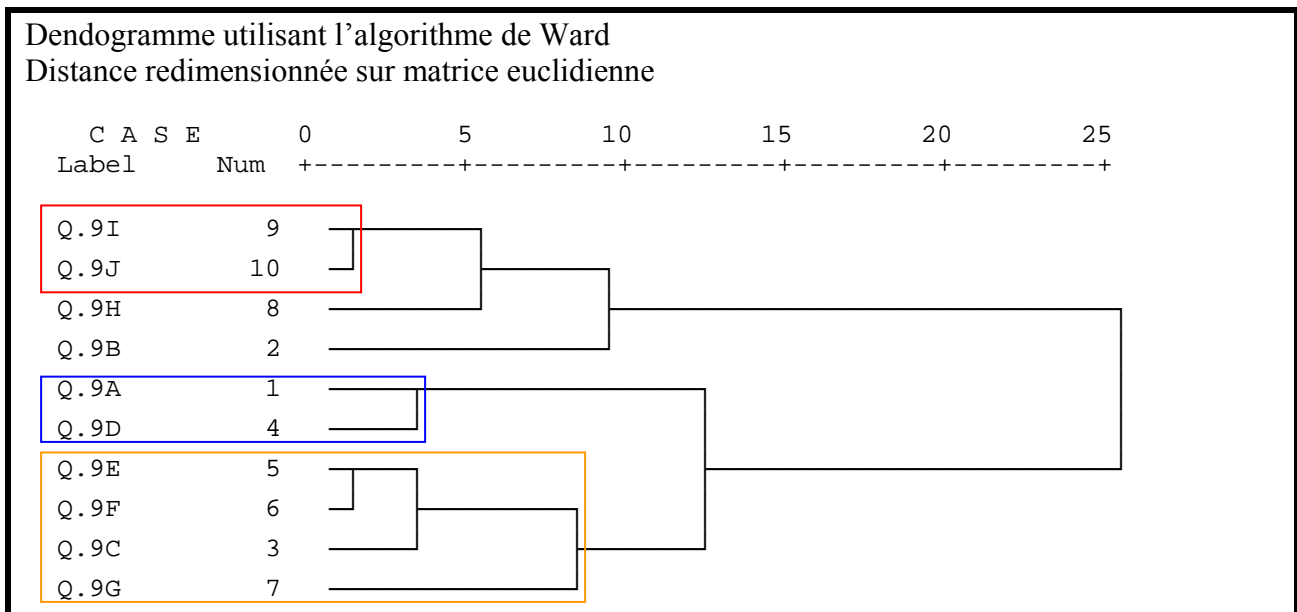 Dendogramme utilisant l’algorithme de Ward
Distance redimensionnée sur matrice euclidienne
C A S E 0 5 10 15 20 25
Label Num +---------+---------+---------+---------+---------+
Q.9I 9
Q.9J 10
Q.9H 8
Q.9B 2
Q.9A 1
Q.9D 4
Q.9E 5
Q.9F 6
Q.9C 3
Q.9G 7